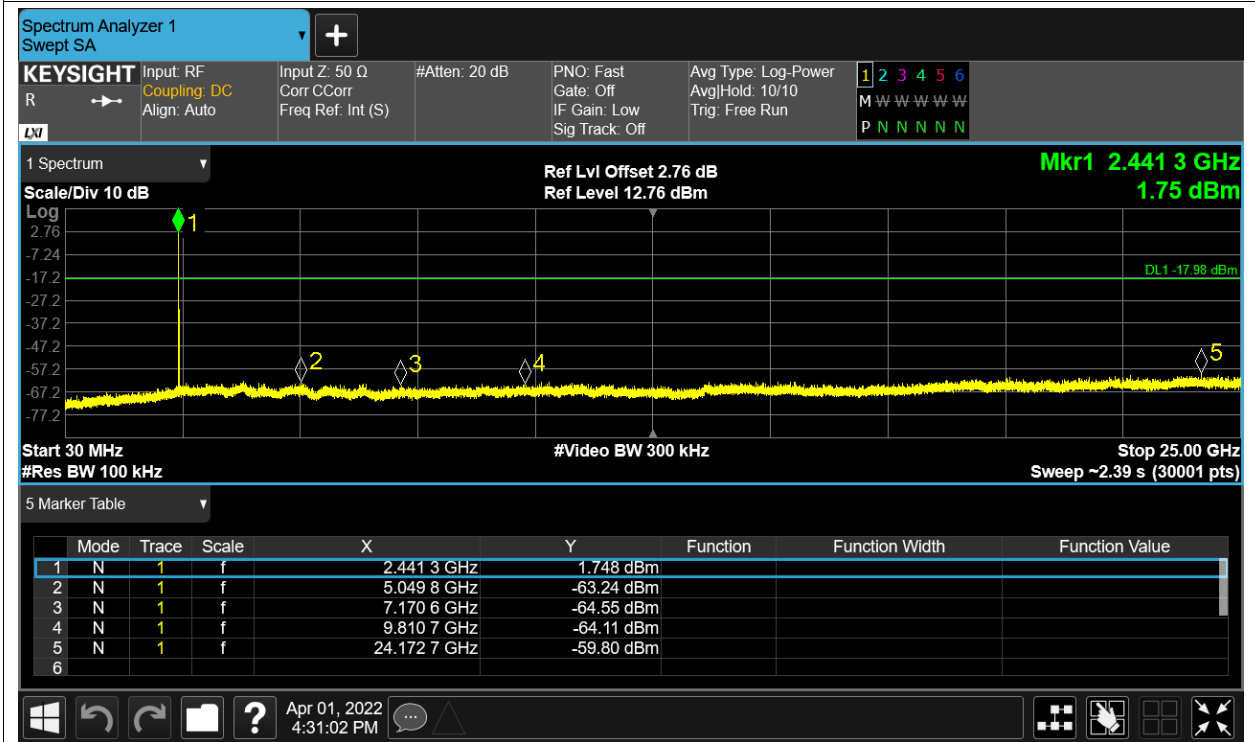 Spectrum Analyzer 1
Swept SA
KEYSIGHT Input: RF Input Z: 50 Ω #Atten: 20 dB PNO: Fast Avg Type: Log-Power 1 2 3 4 5 6
R Coupling: DC Corr CCorr Gate: Off Avg|Hold: 10/10 M W W W W W
Align: Auto Freq Ref: Int (S) IF Gain: Low Trig: Free Run
LXI Sig Track: Off P N N N N N
1 Spectrum Ref Lvl Offset 2.76 dB Mkr1 2.441 3 GHz
Scale/Div 10 dB Ref Level 12.76 dBm 1.75 dBm
Log
1
2.76
-7.24
DL1 -17.98 dBm
-17.2
-27.2
-37.2
-47.2
2 3 4 5
-57.2
-67.2
-77.2
Start 30 MHz #Video BW 300 kHz Stop 25.00 GHz
#Res BW 100 kHz Sweep ~2.39 s (30001 pts)
5 Marker Table
Mode Trace Scale X Y Function Function Width Function Value
1 N 1 f 2.441 3 GHz 1.748 dBm
2 N 1 f 5.049 8 GHz -63.24 dBm
3 N 1 f 7.170 6 GHz -64.55 dBm
4 N 1 f 9.810 7 GHz -64.11 dBm
5 N 1 f 24.172 7 GHz -59.80 dBm
6
? Apr 01, 2022
4:31:02 PM